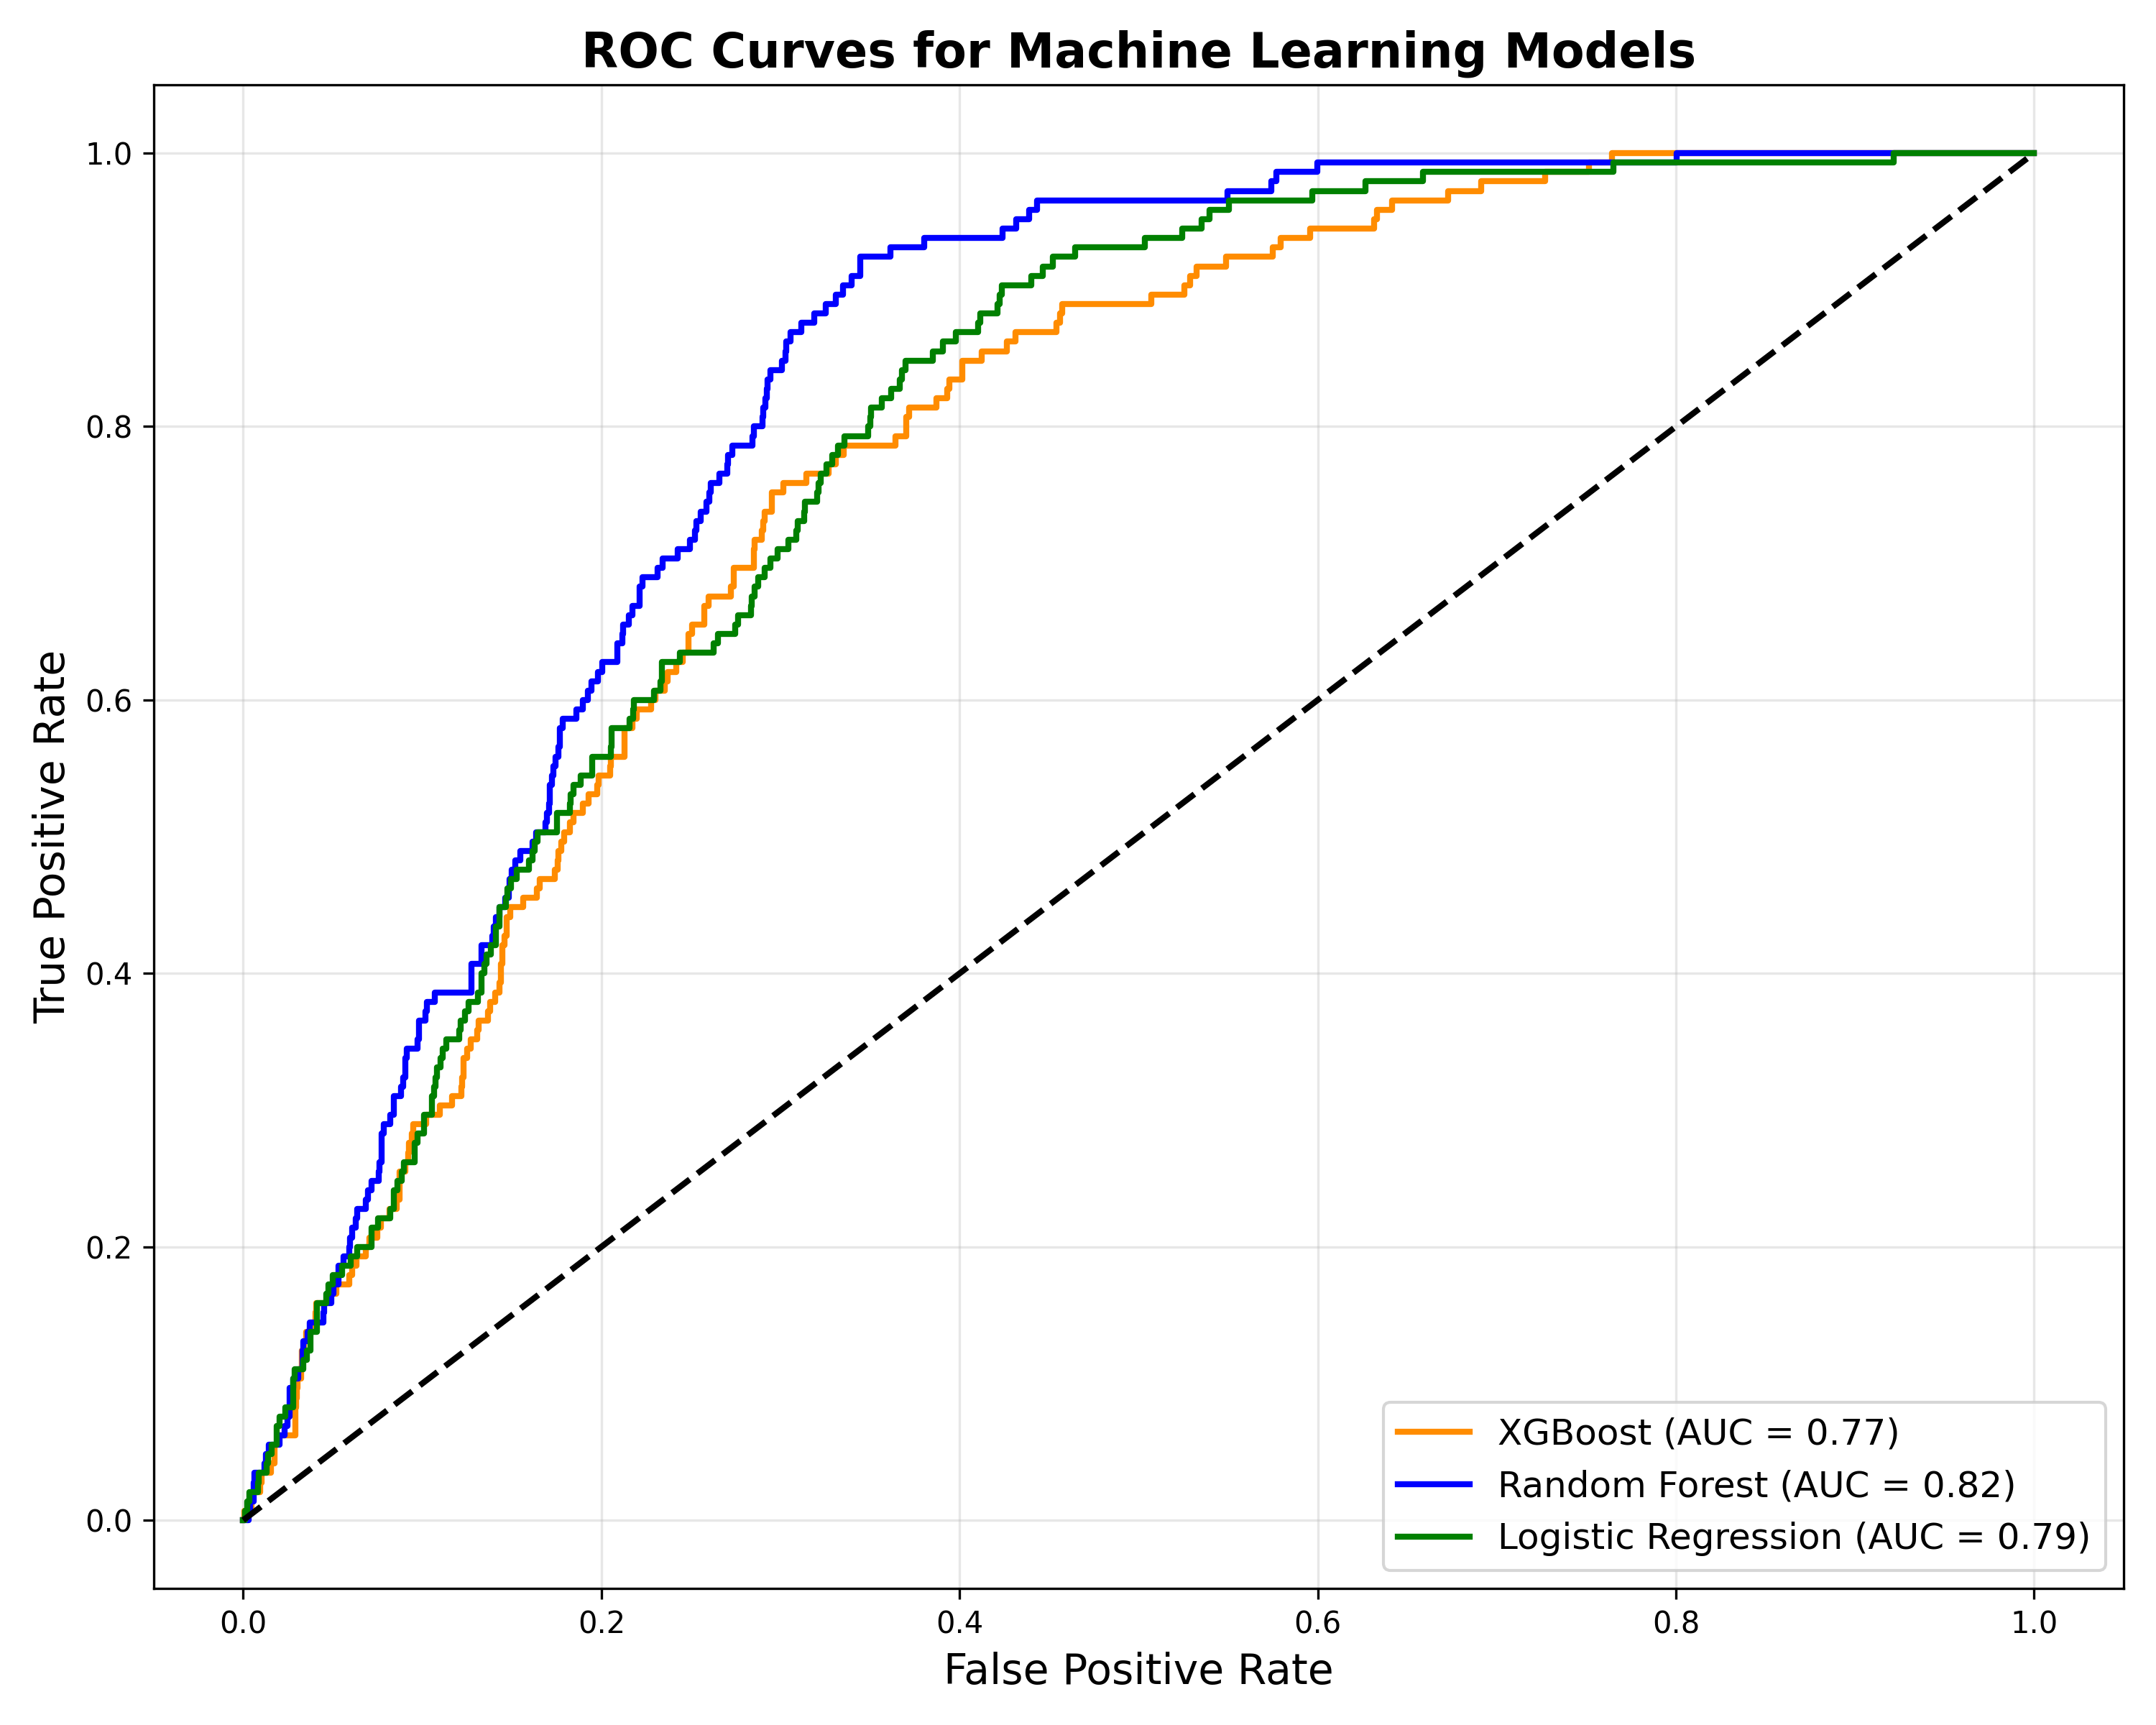 ROC Curves for Machine Learning Models
1.0
0.8
0.6
0.4
0.2
0.0
True Positive Rate
0.0 0.2 0.4 0.6 0.8 1.0
False Positive Rate
XGBoost (AUC = 0.77)
Random Forest (AUC = 0.82)
Logistic Regression (AUC = 0.79)